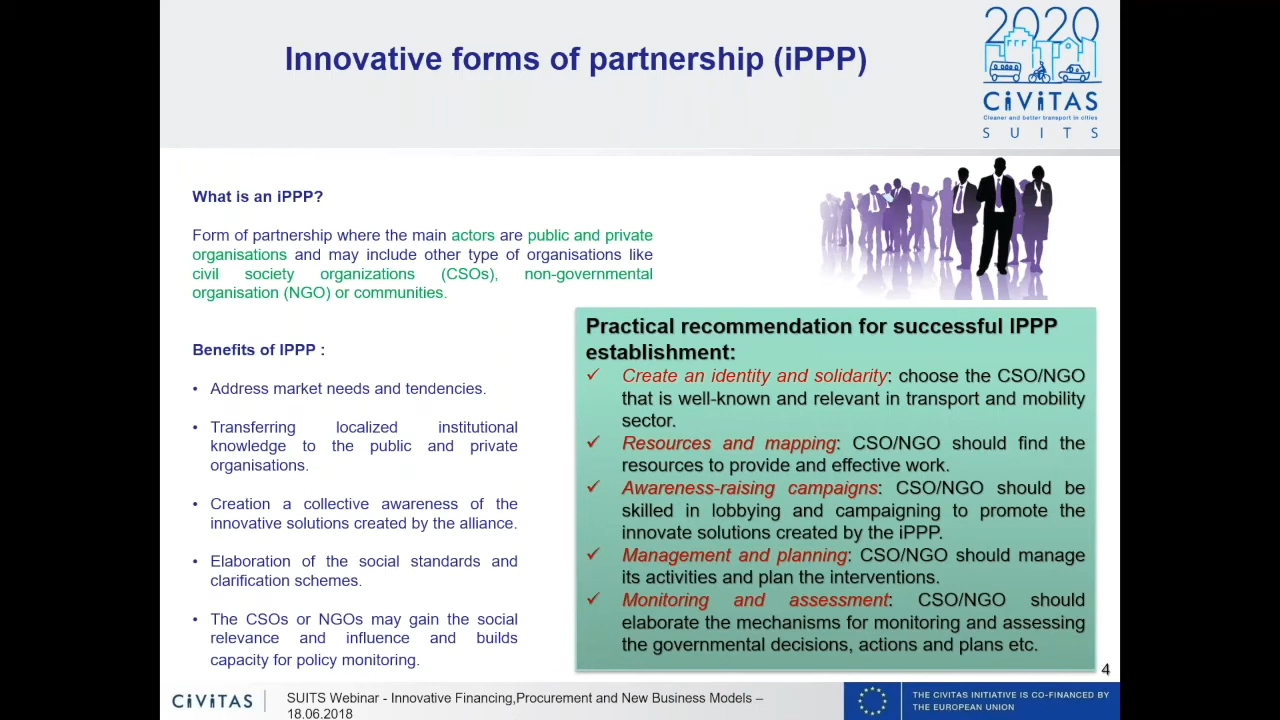 Innovative forms of partnership (iPPP)
2020
CiViTAS
Cleaner and better transport in cities
S U I T S
What is an iPPP?
Form of partnership where the main actors are public and private
organisations and may include other type of organisations like
civil society organizations (CSOs), non-governmental
organisation (NGO) or communities.
Benefits of IPPP :
• Address market needs and tendencies.
• Transferring localized institutional
knowledge to the public and private
organisations.
• Creation a collective awareness of the
innovative solutions created by the alliance.
• Elaboration of the social standards and
clarification schemes.
• The CSOs or NGOs may gain the social
relevance and influence and builds
capacity for policy monitoring.
Practical recommendation for successful IPPP
establishment:
✓ Create an identity and solidarity: choose the CSO/NGO
that is well-known and relevant in transport and mobility
sector.
✓ Resources and mapping: CSO/NGO should find the
resources to provide and effective work.
✓ Awareness-raising campaigns: CSO/NGO should be
skilled in lobbying and campaigning to promote the
innovate solutions created by the iPPP.
✓ Management and planning: CSO/NGO should manage
its activities and plan the interventions.
✓ Monitoring and assessment: CSO/NGO should
elaborate the mechanisms for monitoring and assessing
the governmental decisions, actions and plans etc.
4
CiViTAS
SUITS Webinar - Innovative Financing,Procurement and New Business Models –
18.06.2018
THE CIVITAS INITIATIVE IS CO-FINANCED BY
THE EUROPEAN UNION